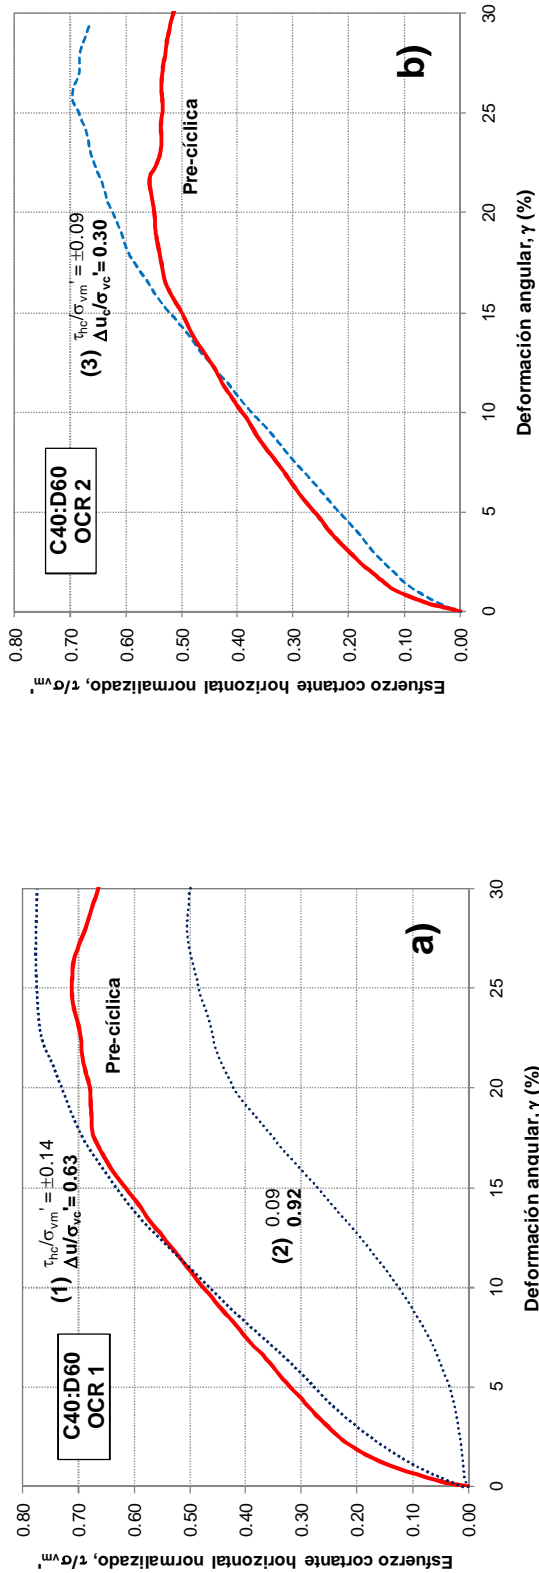 Esfuerzo cortante horizontal normalizado, τ/σvm'
0.80
0.70
0.60
0.50
0.40
0.30
0.20
0.10
0.00
C40:D60
OCR 1
(1) τhc/σvm' = ±0.14
Δu/σvc' = 0.63
Pre-cíclica
(2) 0.09
0.92
a)
0
5
10
15
20
25
30
Deformación angular, γ (%)
Esfuerzo cortante horizontal normalizado, τ/σvm'
0.80
0.70
0.60
0.50
0.40
0.30
0.20
0.10
0.00
C40:D60
OCR 2
(3) τhc/σvm' = ±0.09
Δuc/σvc' = 0.30
Pre-cíclica
b)
0
5
10
15
20
25
30
Deformación angular, γ (%)